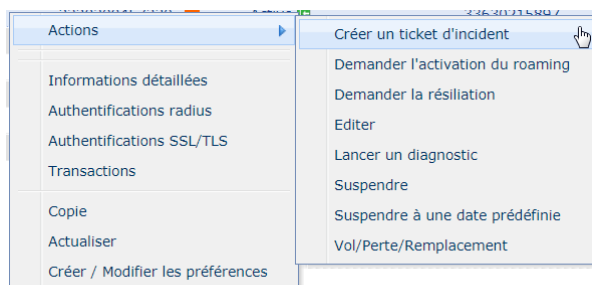 33630215897
Actions
Informations détaillées
Authentifications radius
Authentifications SSL/TLS
Transactions
Copie
Actualiser
Créer / Modifier les préférences
Créer un ticket d'incident
Demander l'activation du roaming
Demander la résiliation
Editer
Lancer un diagnostic
Suspendre
Suspendre à une date prédéfinie
Vol/Perte/Remplacement